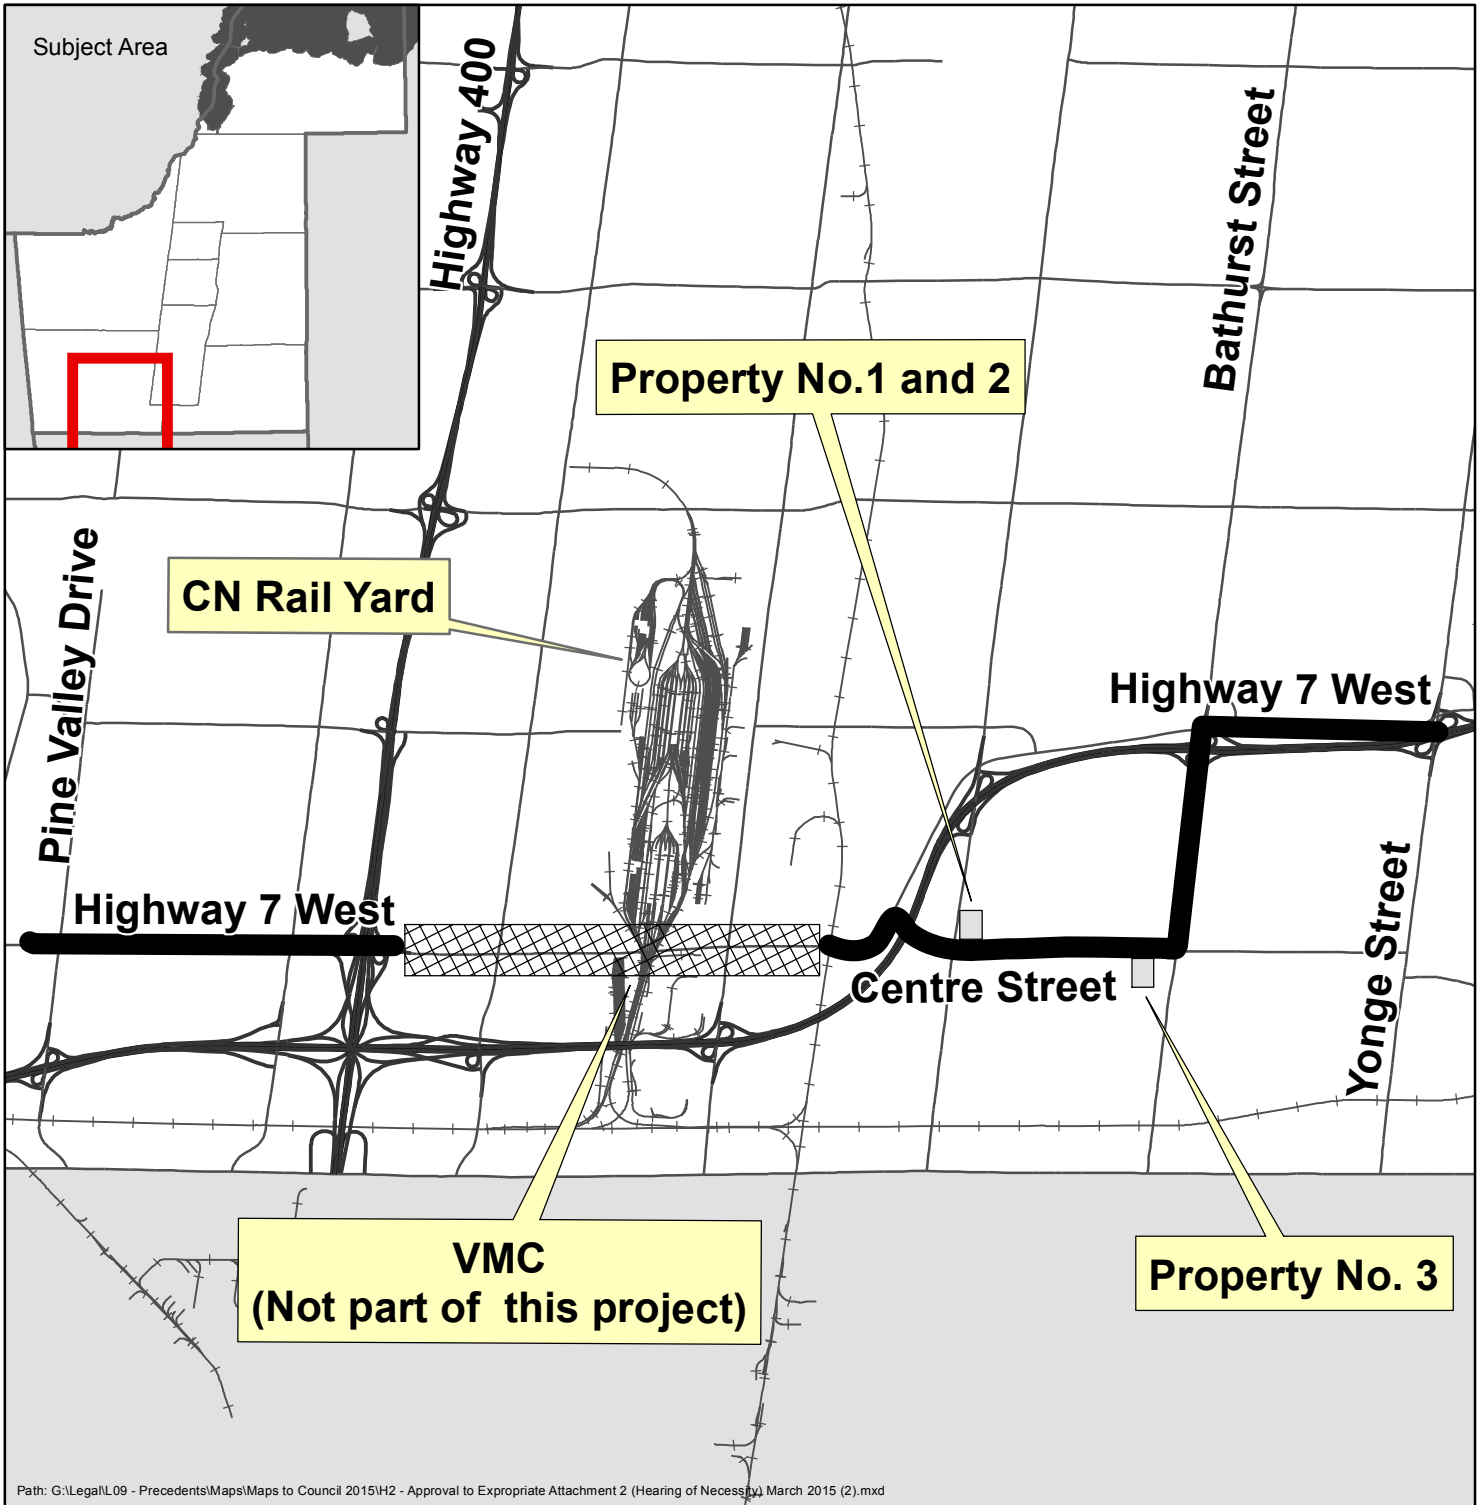 Subject Area
Highway 400
Bathurst Street
Property No.1 and 2
Pine Valley Drive
CN Rail Yard
Highway 7 West
Highway 7 West
Centre Street
Yonge Street
VMC
(Not part of  this project)
Property No. 3
Path: G:\Legal\L09 - Precedents\Maps\Maps to Council 2015\H2 - Approval to Expropriate Attachment 2 (Hearing of Necessity) March 2015 (2).mxd